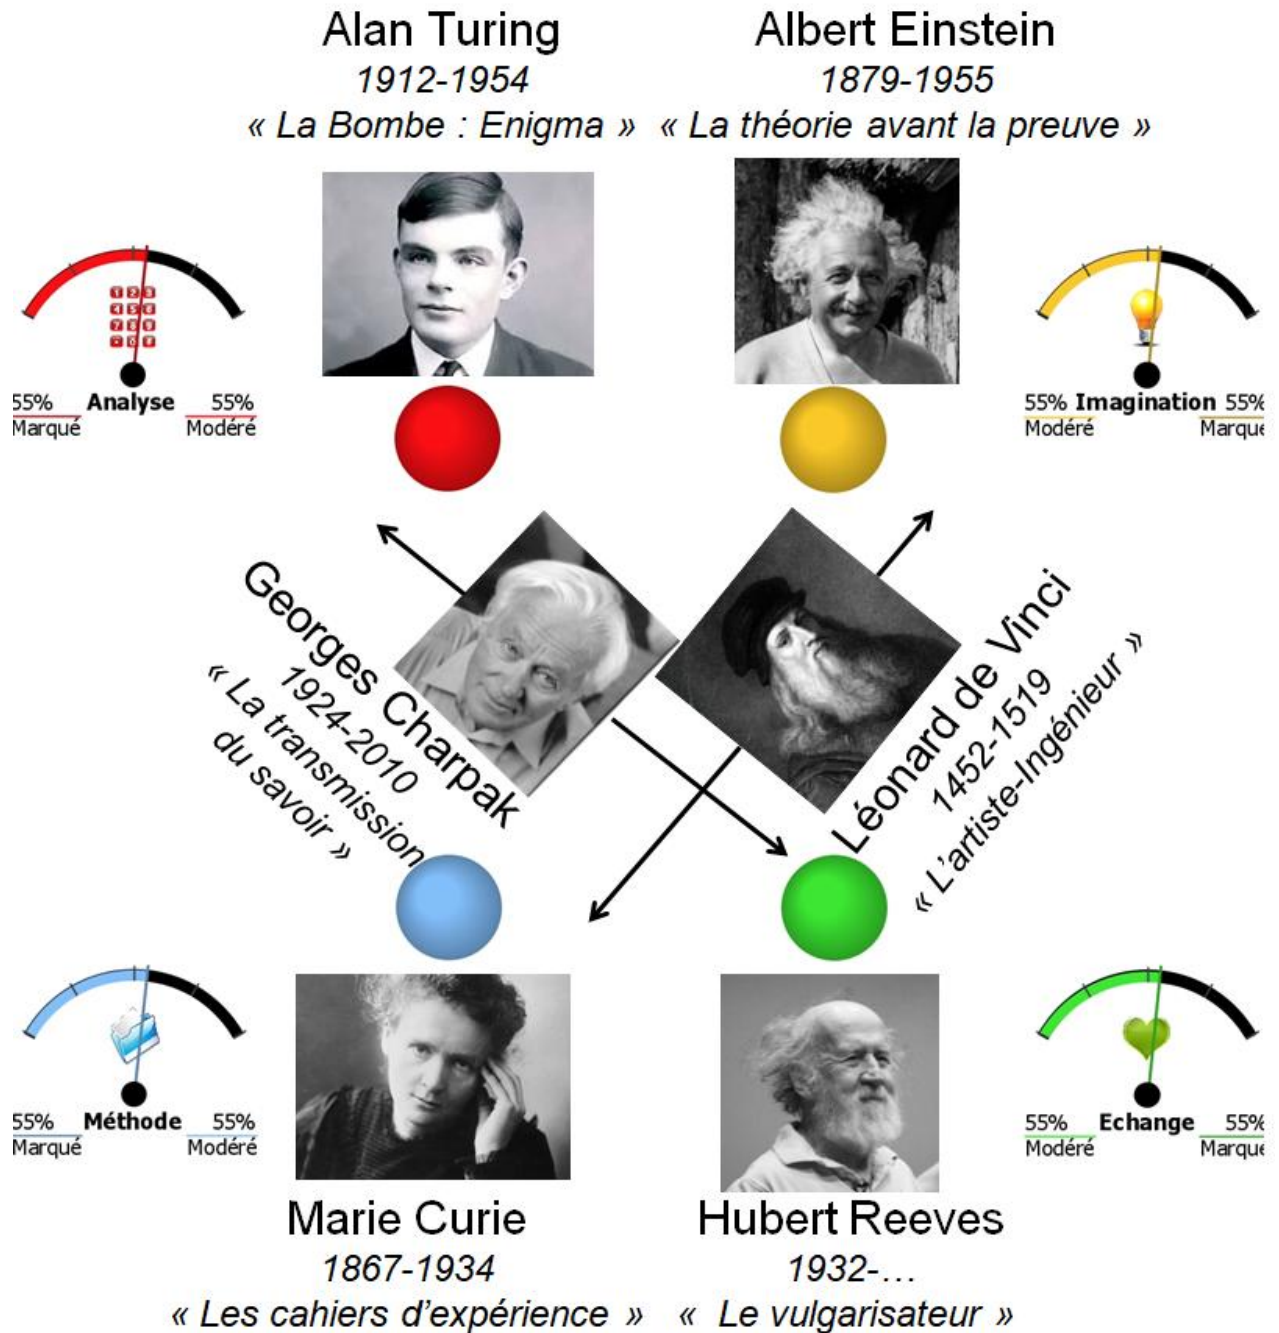 Alan Turing
1912-1954
« La Bombe : Enigma »
Albert Einstein
1879-1955
« La théorie avant la preuve »
55% Analyse 55%
Marqué Modéré
55% Imagination 55%
Modéré Marqué
Georges Charpak
1924-2010
« La transmission
du savoir »
Léonard de Vinci
1452-1519
« L'artiste-Ingénieur »
55% Méthode 55%
Marqué Modéré
55% Echange 55%
Modéré Marqué
Marie Curie
1867-1934
« Les cahiers d'expérience »
Hubert Reeves
1932-...
« Le vulgarisateur »